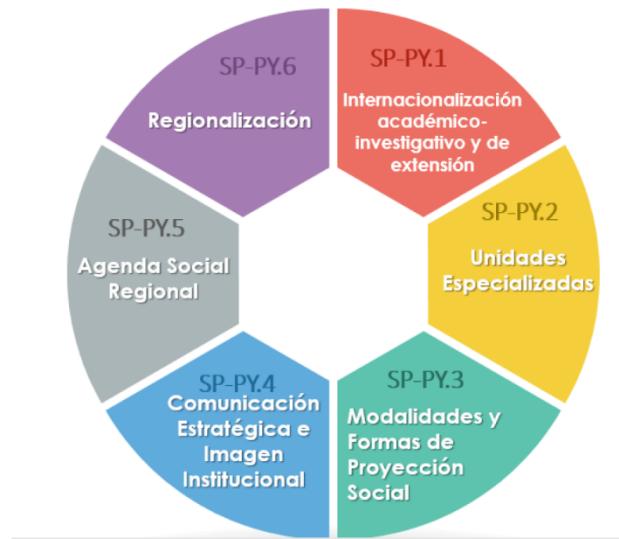 SP-PY.1
Internacionalización
académico-
investigativo y de
extensión
SP-PY.2
Unidades
Especializadas
SP-PY.3
Modalidades y
Formas de
Proyección
Social
SP-PY.4
Comunicación
Estratégica e
Imagen
Institucional
SP-PY.5
Agenda Social
Regional
SP-PY.6
Regionalización